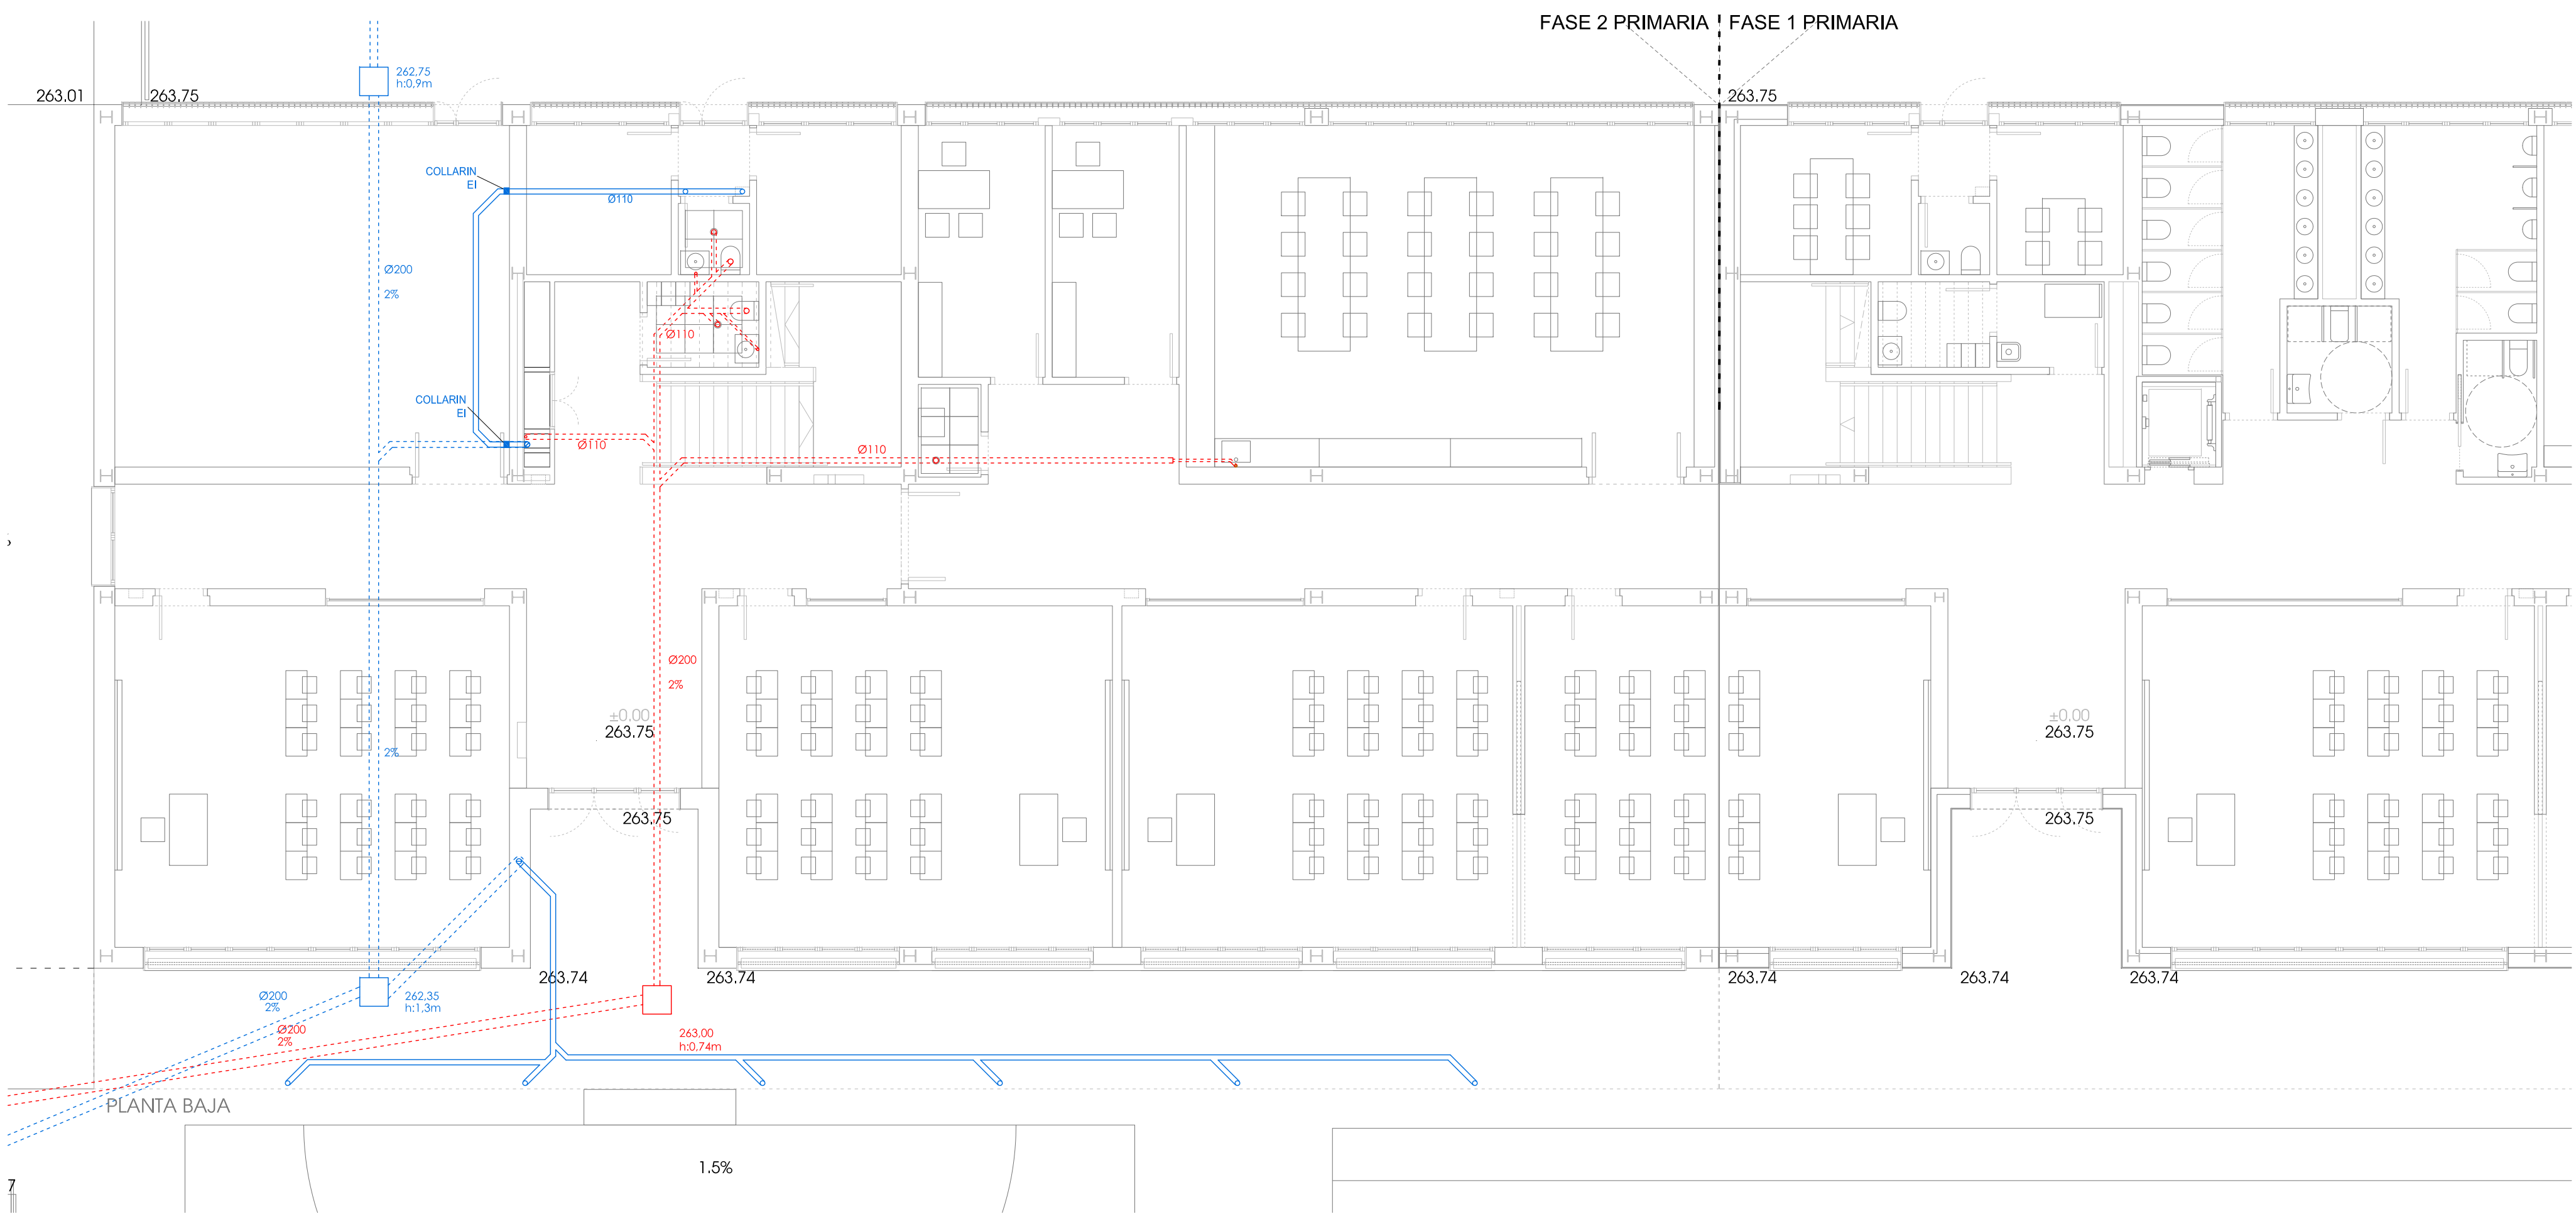 FASE 2 PRIMARIA
FASE 1 PRIMARIA
262,75
h:0,9m
263.01
263.75
263.75
COLLARIN
EI
Ø110
Ø200
2%
Ø110
COLLARIN
EI
Ø110
Ø110
Ø200
2%
±0,00
263.75
±0,00
263.75
2%
263.75
263.75
263.74
263.74
263.74
263.74
263.74
Ø200
2%
262,35
h:1,3m
Ø200
2%
263,00
h:0,74m
PLANTA BAJA
1.5%
7